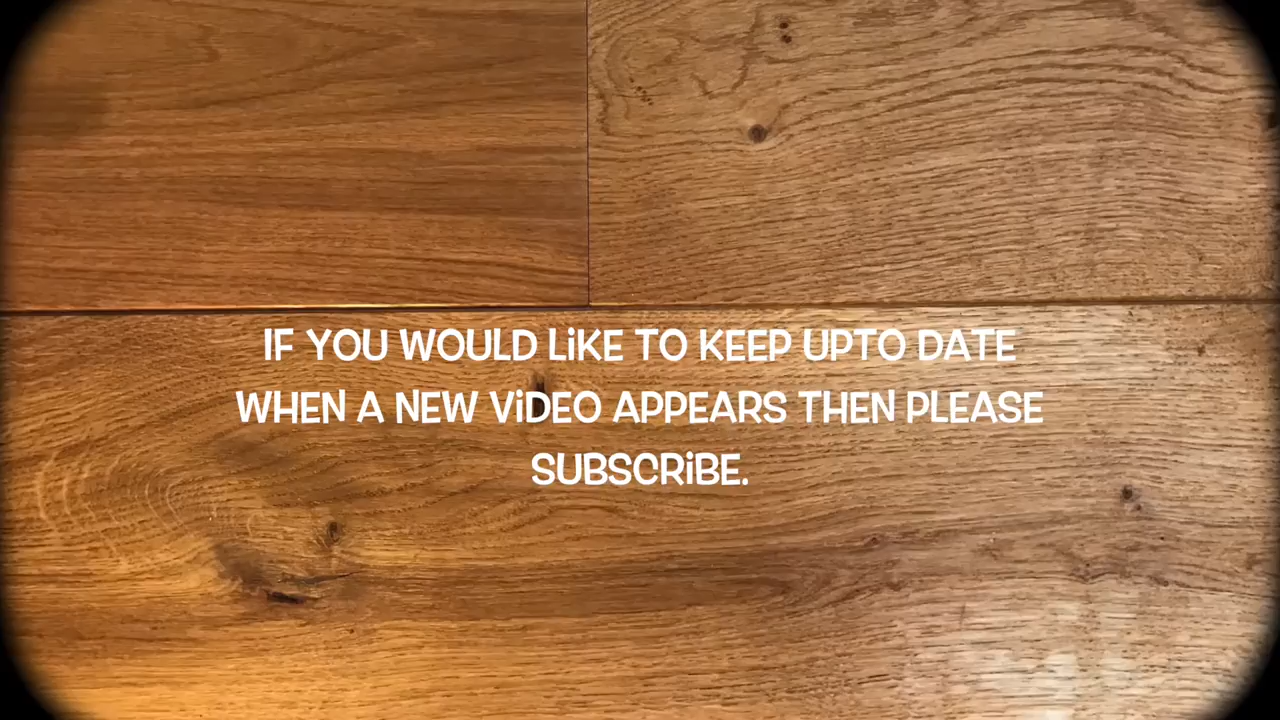 IF YOU WOULD LiKE TO KEEP UPTO DATE
WHEN A NEW ViDEO APPEARS THEN PLEASE
SUBSCRiBE.